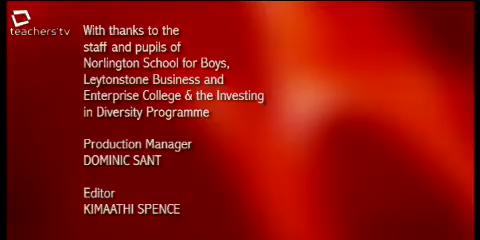 teachers' tv
With thanks to the
staff and pupils of
Norlington School for Boys,
Leytonstone Business and
Enterprise College & the Investing
in Diversity Programme
Production Manager
DOMINIC SANT
Editor
KIMAATHI SPENCE